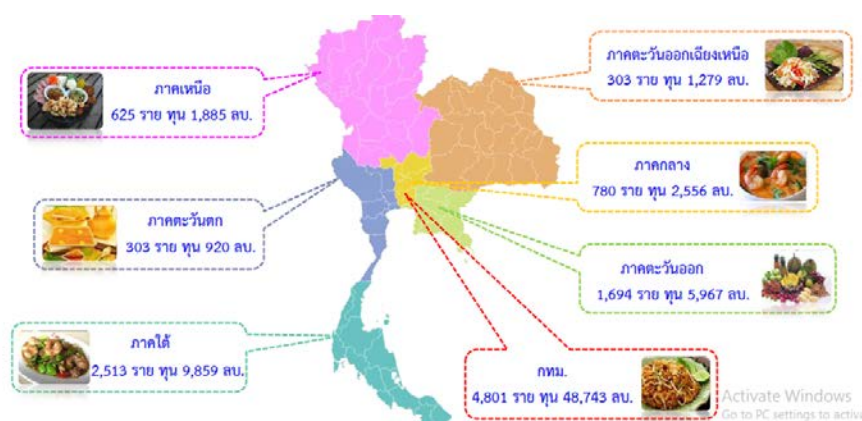 ภาคเหนือ
625 ราย ทุน 1,885 ลบ.
ภาคตะวันออกเฉียงเหนือ
303 ราย ทุน 1,279 ลบ.
ภาคกลาง
780 ราย ทุน 2,556 ลบ.
ภาคตะวันตก
303 ราย ทุน 920 ลบ.
ภาคตะวันออก
1,694 ราย ทุน 5,967 ลบ.
ภาคใต้
2,513 ราย ทุน 9,859 ลบ.
กทม.
4,801 ราย ทุน 48,743 ลบ.
Activate Windows
Go to PC settings to activ